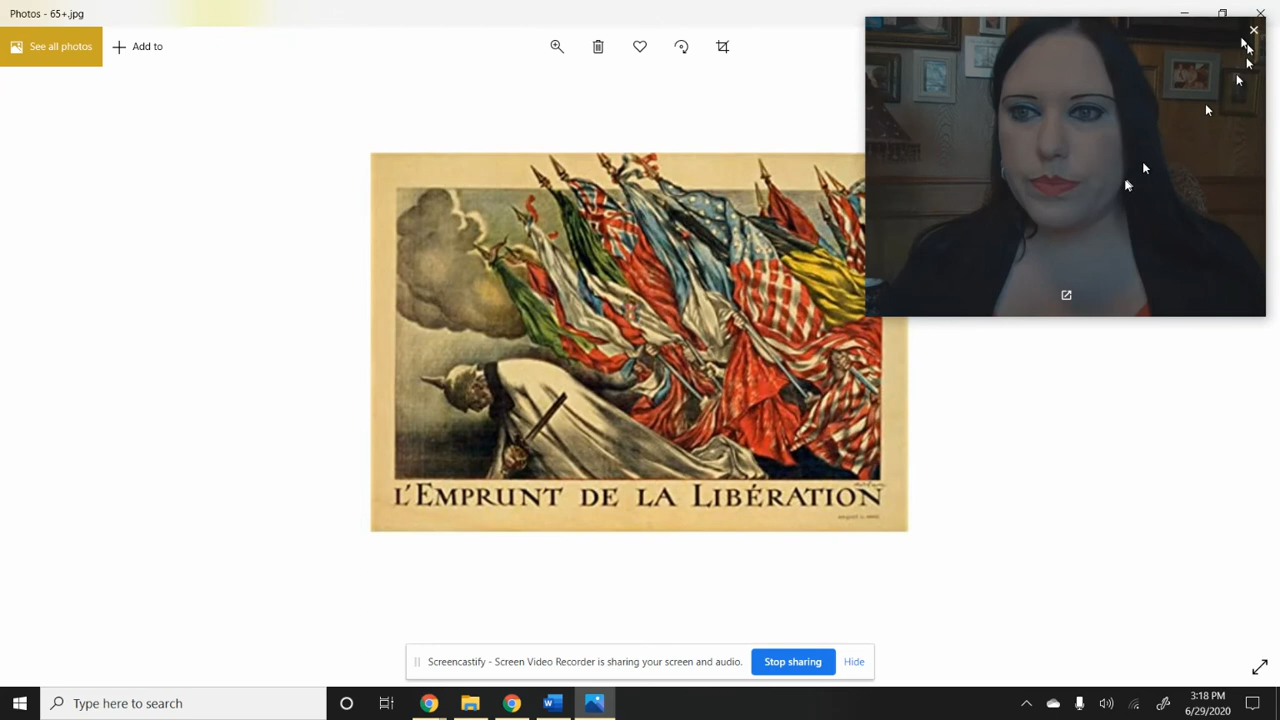 Photos - 65+.jpg
See all photos
Add to
L'EMPRUNT DE LA LIBÉRATION
Screencastify - Screen Video Recorder is sharing your screen and audio.
Stop sharing
Hide
Type here to search
3:18 PM
6/29/2020